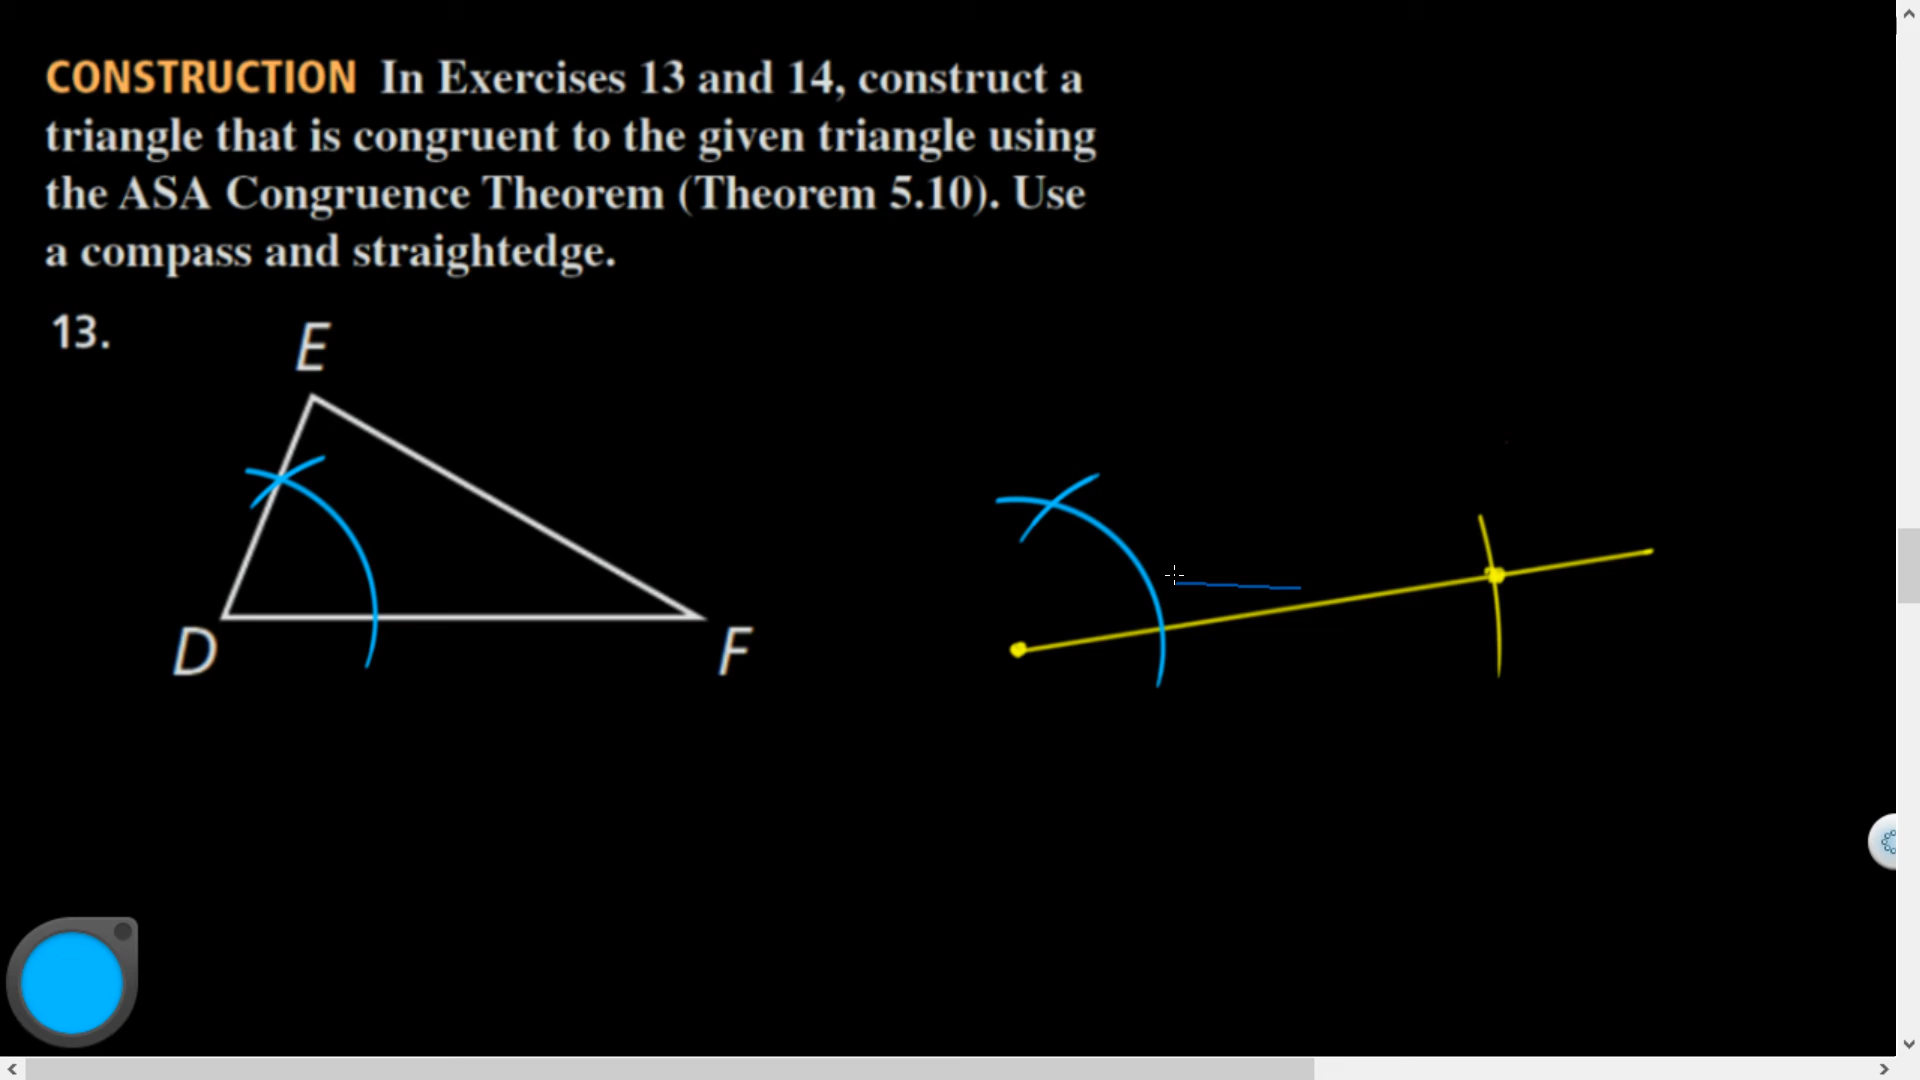 CONSTRUCTION In Exercises 13 and 14, construct a
triangle that is congruent to the given triangle using
the ASA Congruence Theorem (Theorem 5.10). Use
a compass and straightedge.
13.
E
D
F